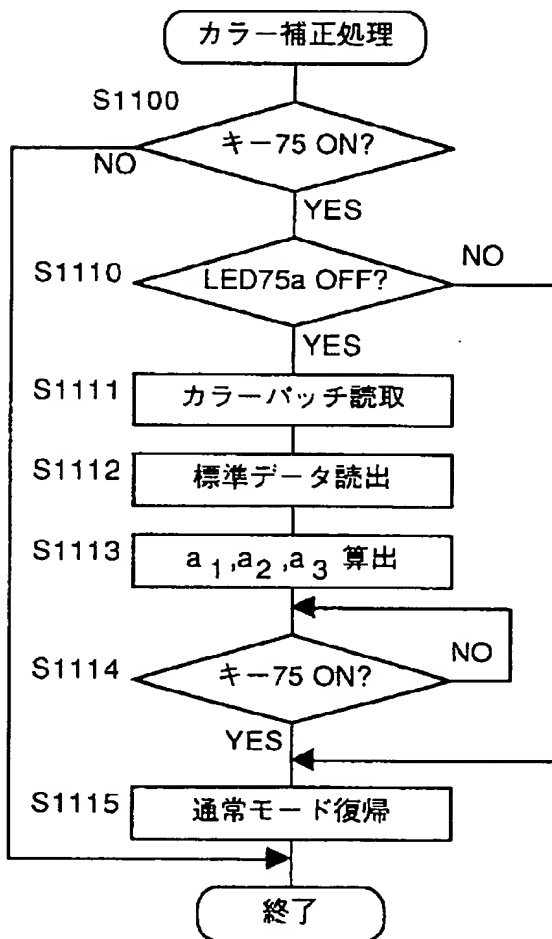 カラー補正処理
S1100
キー75 ON?
NO
YES
S1110
LED75a OFF?
NO
YES
S1111
カラーパッチ読取
S1112
標準データ読出
S1113
a1,a2,a3 算出
S1114
キー75 ON?
NO
YES
S1115
通常モード復帰
終了